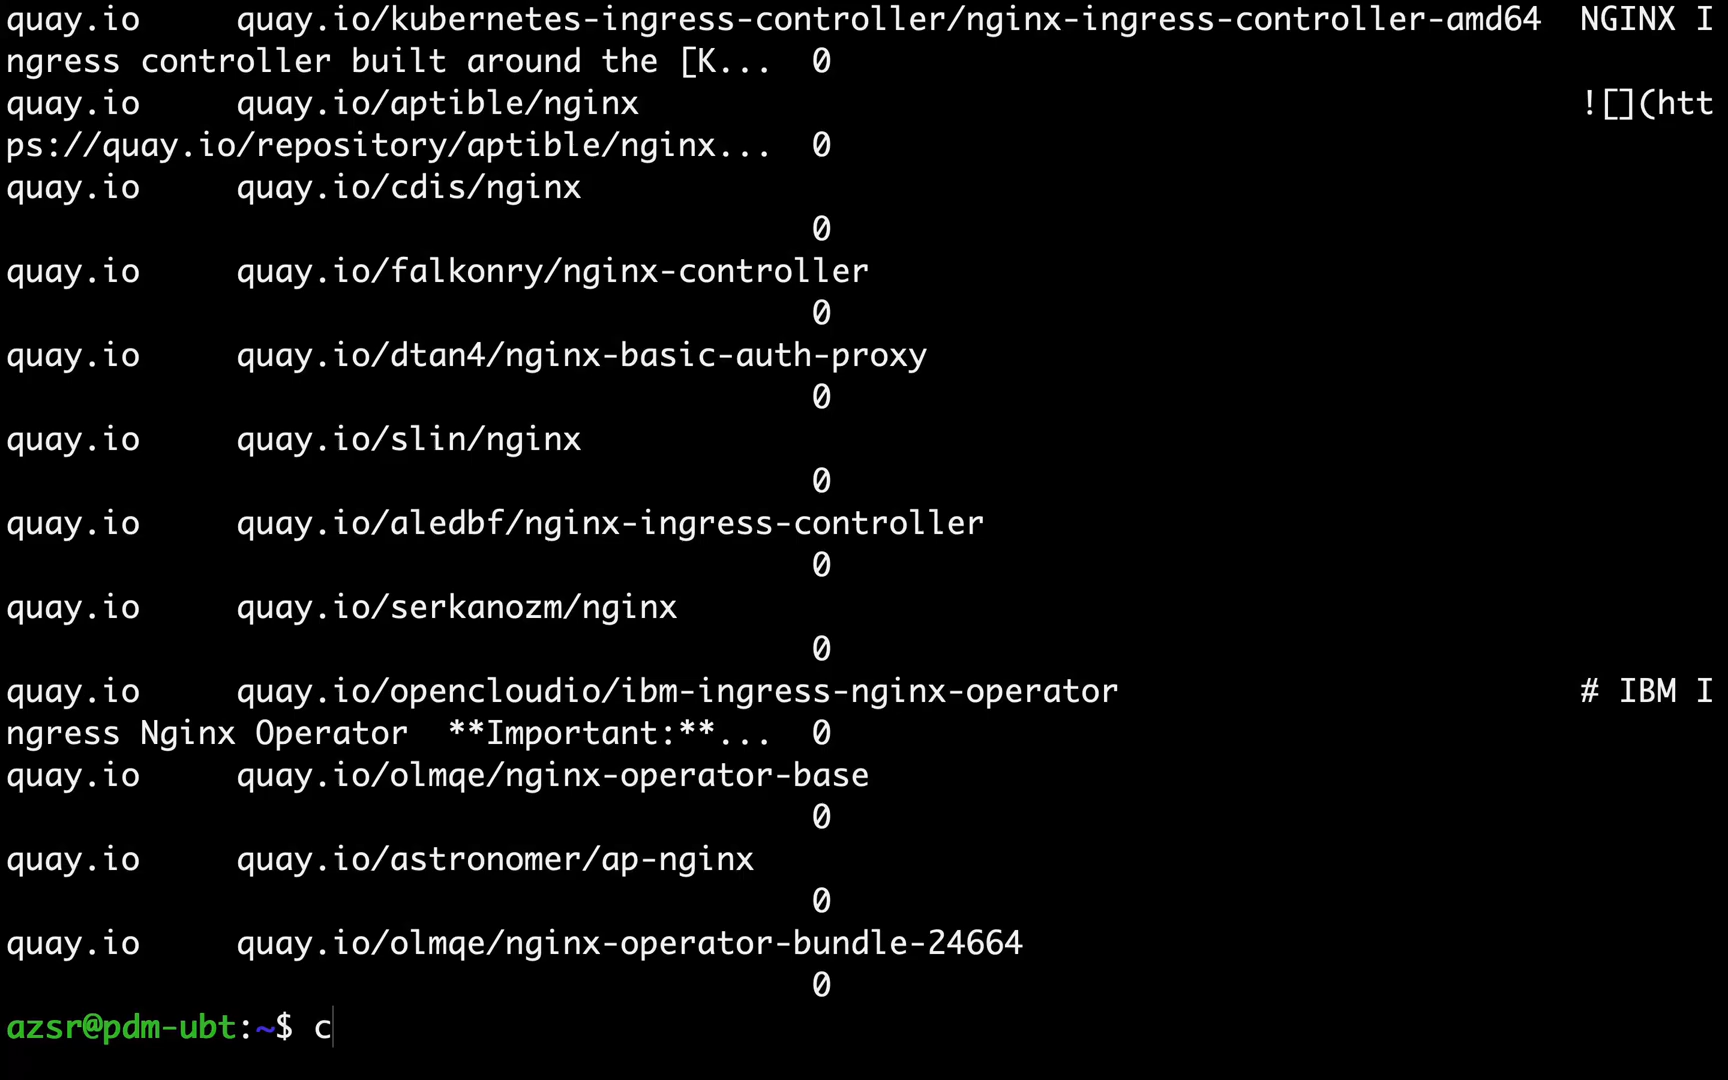 quay.io     quay.io/kubernetes-ingress-controller/nginx-ingress-controller-amd64  NGINX I
ngress controller built around the [K...  0
quay.io     quay.io/aptible/nginx                                                 ![](htt
ps://quay.io/repository/aptible/nginx...  0
quay.io     quay.io/cdis/nginx
                                          0
quay.io     quay.io/falkonry/nginx-controller
                                          0
quay.io     quay.io/dtan4/nginx-basic-auth-proxy
                                          0
quay.io     quay.io/slin/nginx
                                          0
quay.io     quay.io/aledbf/nginx-ingress-controller
                                          0
quay.io     quay.io/serkanozm/nginx
                                          0
quay.io     quay.io/opencloudio/ibm-ingress-nginx-operator                        # IBM I
ngress Nginx Operator  **Important:**...  0
quay.io     quay.io/olmqe/nginx-operator-base
                                          0
quay.io     quay.io/astronomer/ap-nginx
                                          0
quay.io     quay.io/olmqe/nginx-operator-bundle-24664
                                          0
azsr@pdm-ubt:~$ c